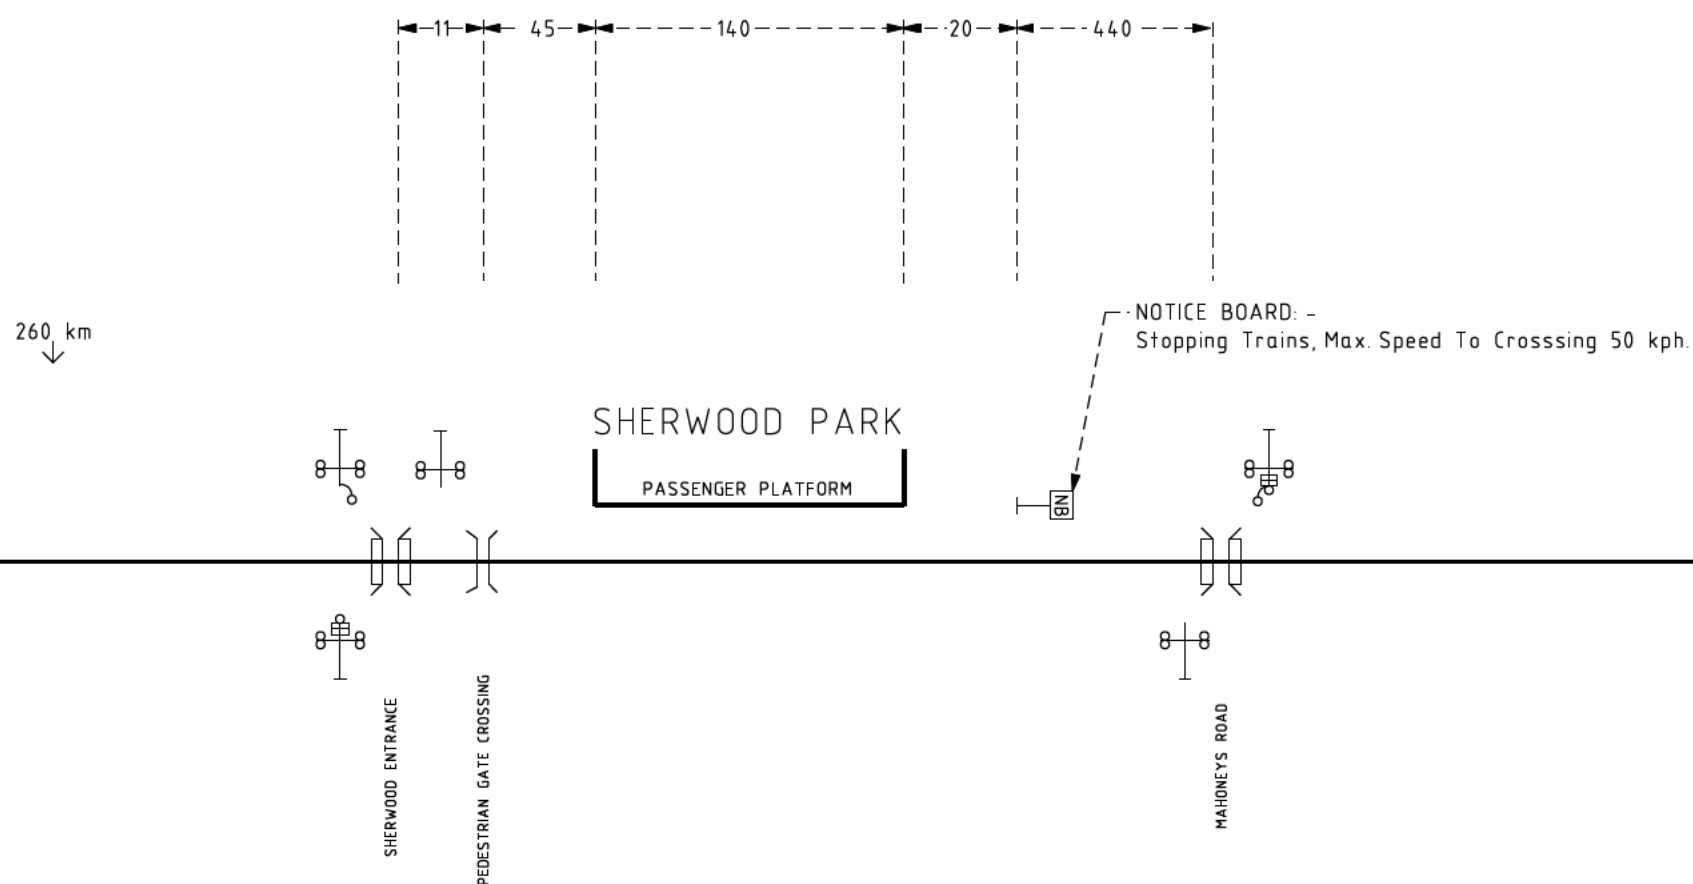 11 45 140 20 440
NOTICE BOARD: -
Stopping Trains, Max. Speed To Crosssing 50 kph.
260 km
SHERWOOD PARK
PASSENGER PLATFORM
NB
SHERWOOD ENTRANCE
PEDESTRIAN GATE CROSSING
MAHONEYS ROAD